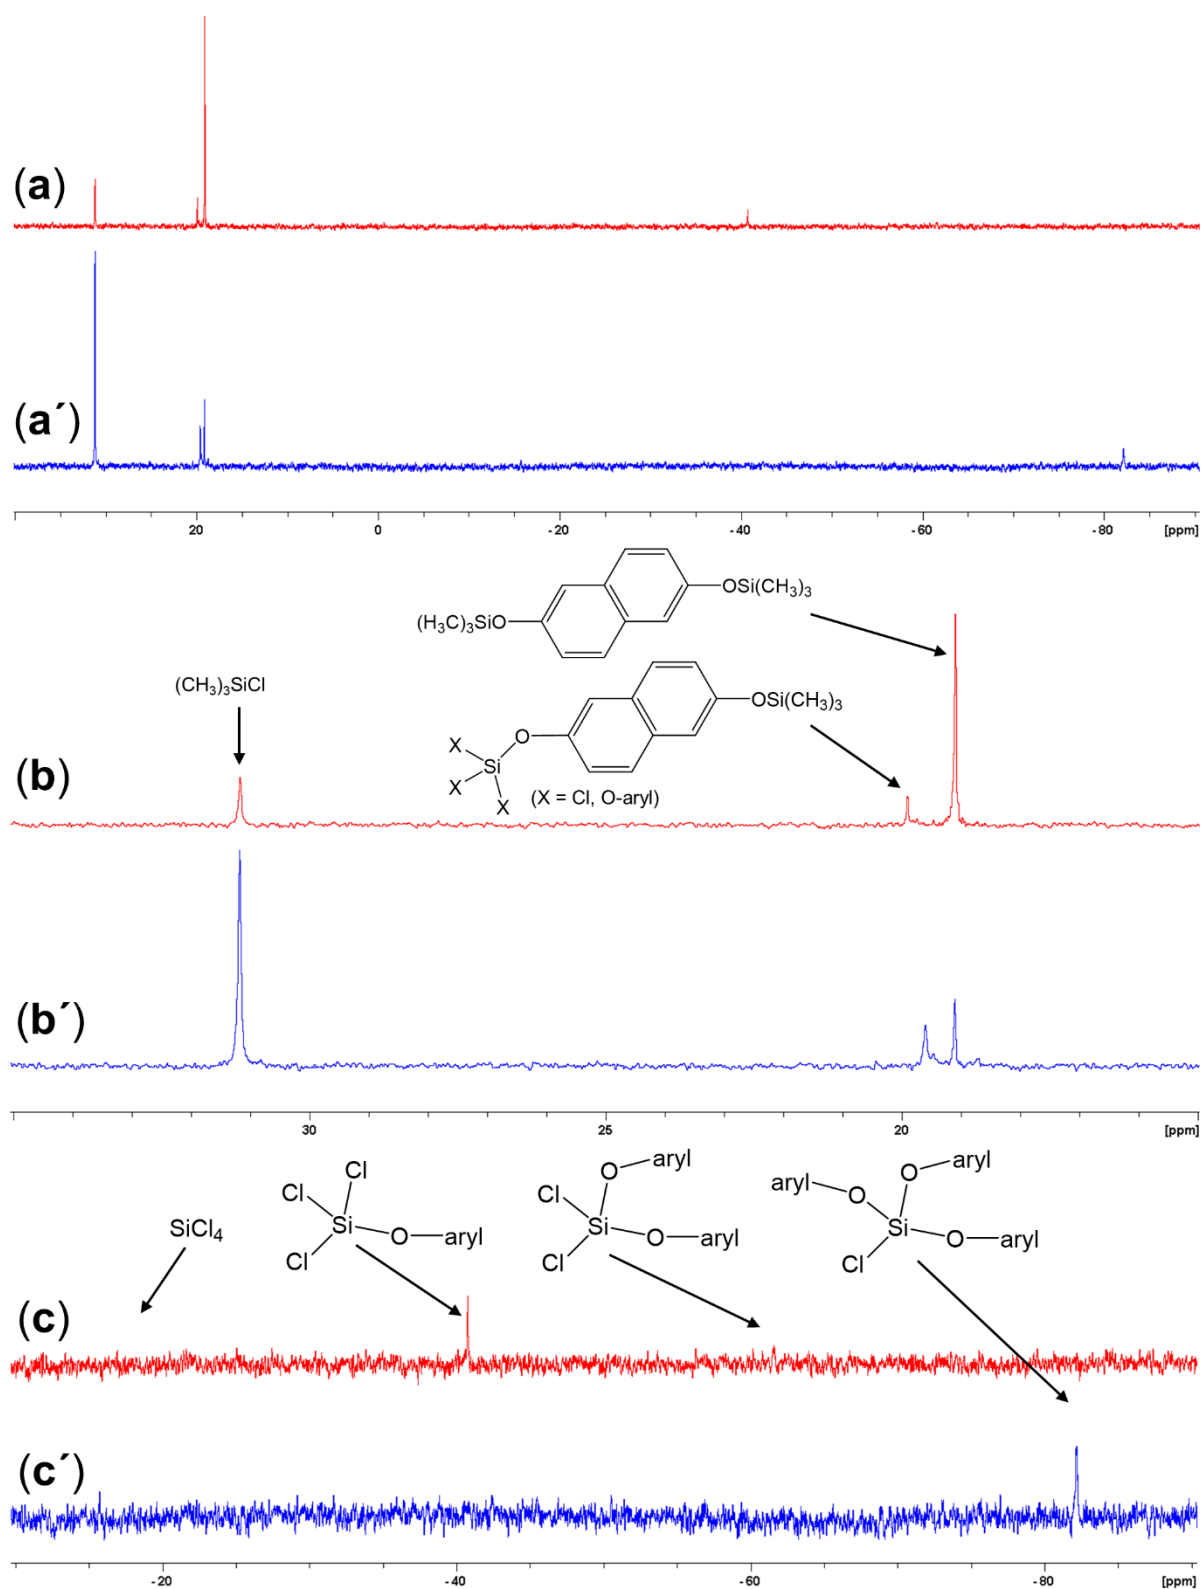 (a)
(a´)
20 0 -20 -40 -60 -80 [ppm]
OSi(CH3)3
(H3C)3SiO
(CH3)3SiCl
OSi(CH3)3
O
X
X Si
X
(X = Cl, O-aryl)
(b)
(b´)
30 25 20 [ppm]
SiCl4
Cl
Cl
Si
O aryl
Cl
O aryl
Cl
Si
O aryl
Cl
aryl O
O aryl
Si
O aryl
Cl
(c)
(c´)
-20 -40 -60 -80 [ppm]